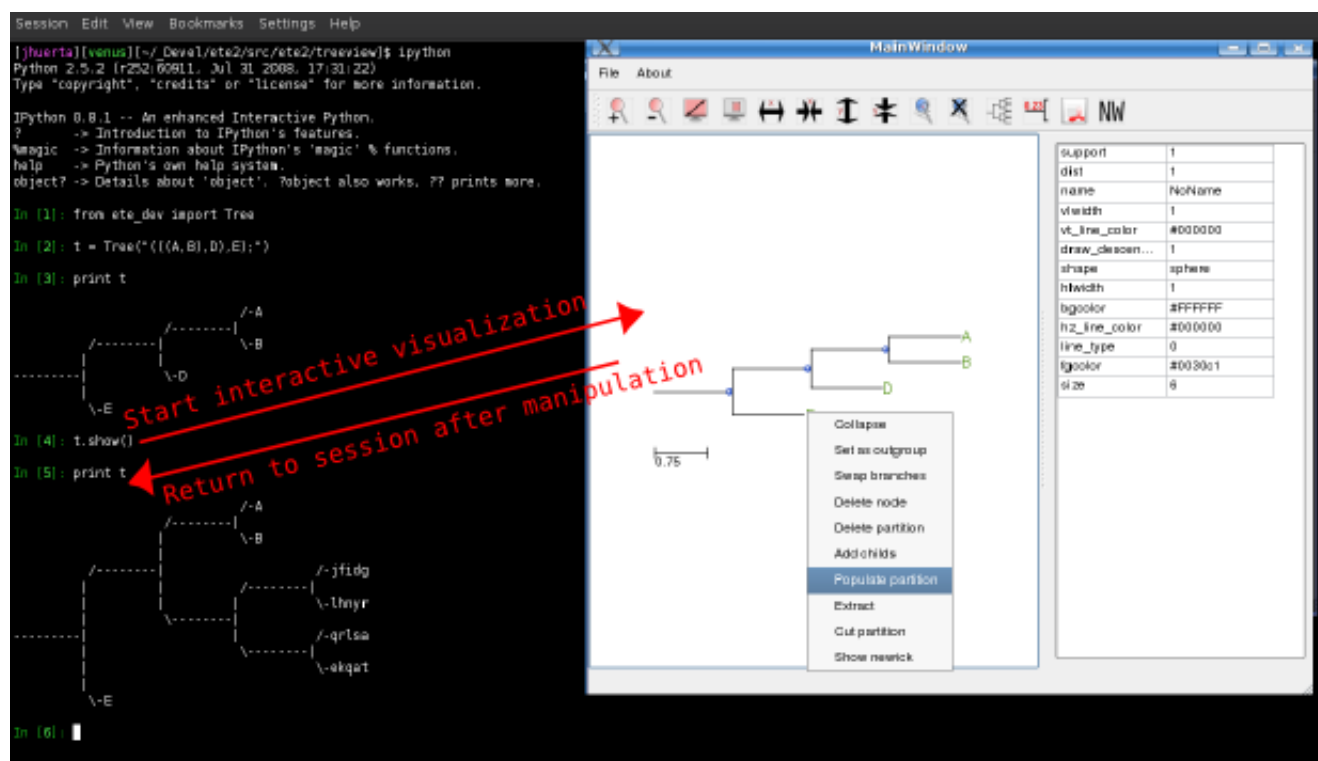 Session Edit View Bookmarks Settings Help
[jhuerta][venus][~/_Devel/ete2/src/ete2/treeview]$ ipython
Python 2.5.2 (r252:60911, Jul 31 2008, 17:31:22)
Type "copyright", "credits" or "license" for more information.
IPython 0.8.1 -- An enhanced Interactive Python.
? -> Introduction to IPython's features.
%magic -> Information about IPython's 'magic' % functions.
help -> Python's own help system.
object? -> Details about 'object'. ?object also works, ?? prints more.
In [1]: from ete_dev import Tree
In [2]: t = Tree("(((A,B),D),E);")
In [3]: print t
/-A
/--------|
/--------| \-B
| |
---------| \-D
|
\-E
In [4]: t.show()
In [5]: print t
/-A
/--------|
| \-B
/--------| /-jfidg
| | /--------|
| | | \-lhnyr
| \--------|
---------| | /-qrlsa
| \--------|
| \-ekqat
|
\-E
In [6]:
Start interactive visualization
Return to session after manipulation
MainWindow
File About
0.23
NW
A
B
D
0.75
Collapse
Set as outgroup
Swap branches
Delete node
Delete partition
Add childs
Populate partition
Extract
Cut partition
Show newick
support 1
dist 1
name NoName
vlwidth 1
vt_line_color #000000
draw_descen... 1
shape sphere
hlwidth 1
bgcolor #FFFFFF
hz_line_color #000000
line_type 0
fgcolor #0030c1
size 6